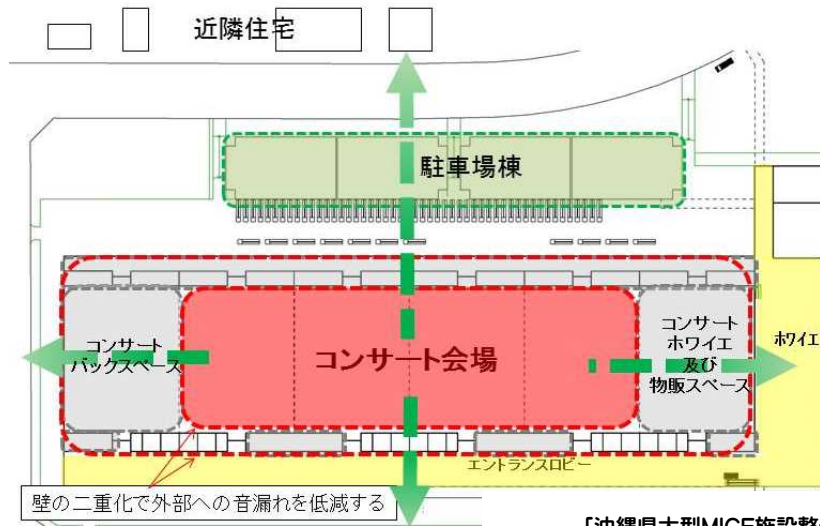 近隣住宅
駐車場棟
コンサート
バックスペース
コンサート会場
コンサート
ホワイエ
及び
物販スペース
ホワイエ
エントランスロビー
壁の二重化で外部への音漏れを低減する
「沖縄県大型MICE施設整